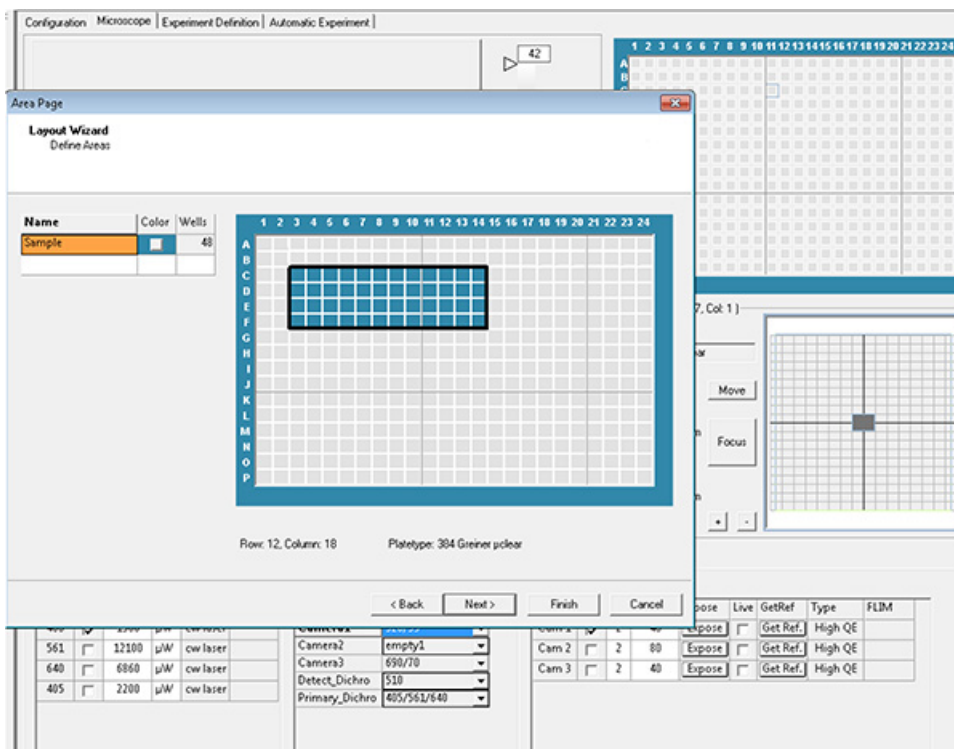 Configuration Microscope Experiment Definition Automatic Experiment
42
1 2 3 4 5 6 7 8 9 10 11 12 13 14 15 16 17 18 19 20 21 22 23 24
A
B
Area Page
Layout Wizard
Define Areas
Name Color Wells
Sample 48
1 2 3 4 5 6 7 8 9 10 11 12 13 14 15 16 17 18 19 20 21 22 23 24
A
B
C
D
E
F
G
H
I
J
K
L
M
N
O
P
Row: 12, Column: 18 Platetype: 384 Greiner µclear
7, Col: 1 )
Move
Focus
+ -
< Back Next > Finish Cancel
Live GetRef Type FLIM
Expose Get Ref. High QE
561 12100 µW cw laser Camera2 empty1 Cam 2 2 80 Expose Get Ref. High QE
640 6860 µW cw laser Camera3 690/70 Cam 3 2 40 Expose Get Ref. High QE
405 2200 µW cw laser Detect_Dichro 510
Primary_Dichro 405/561/640